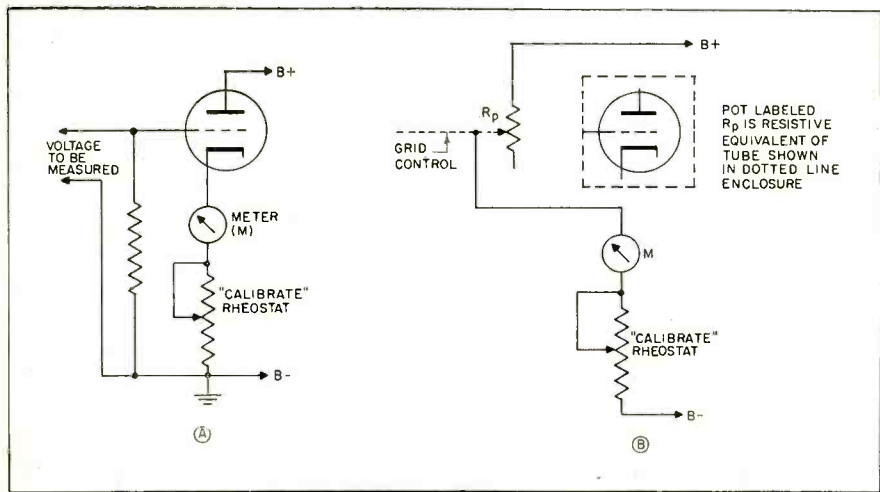 B+
VOLTAGE
TO BE
MEASURED
METER
(M)
"CALIBRATE"
RHEOSTAT
B-
A
B+
Rp
GRID
CONTROL
POT LABELED
Rp IS RESISTIVE
EQUIVALENT OF
TUBE SHOWN
IN DOTTED LINE
ENCLOSURE
M
"CALIBRATE"
RHEOSTAT
B-
B